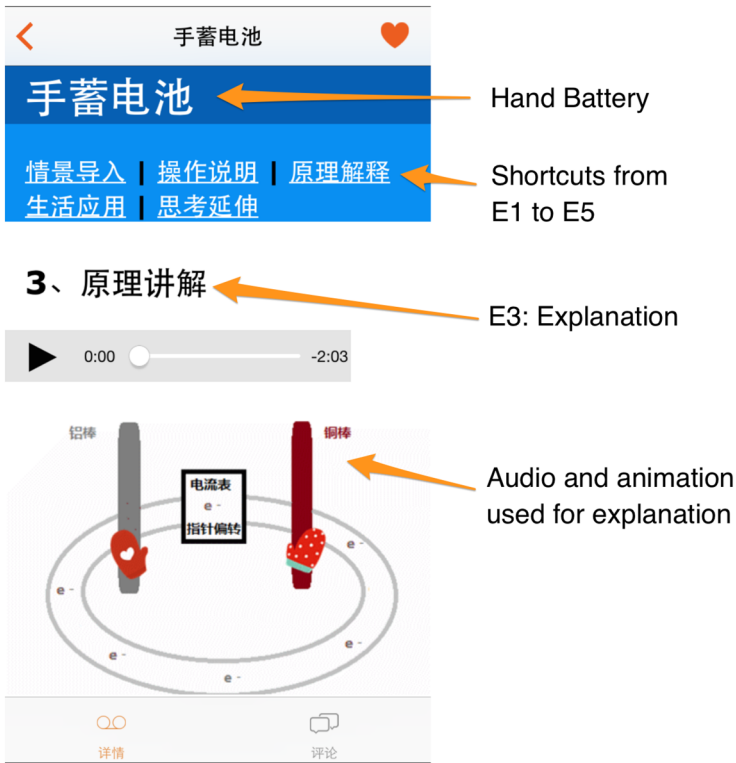 手蓄电池
手蓄电池
Hand Battery
情景导入 | 操作说明 | 原理解释
生活应用 | 思考延伸
Shortcuts from
E1 to E5
3、原理讲解
E3: Explanation
0:00
-2:03
铝棒
铜棒
电流表
e -
指针偏转
Audio and animation
used for explanation
e -
e -
e -
e -
e -
详情
评论